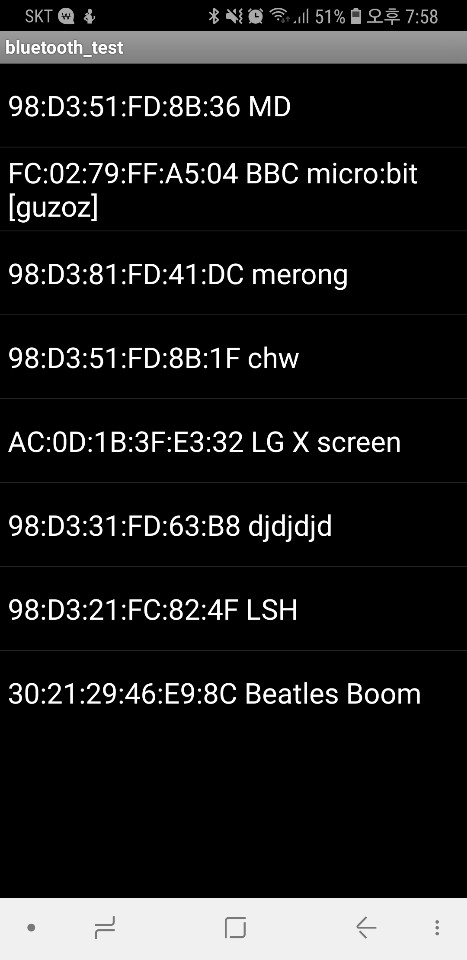 SKT 51% 오후 7:58
bluetooth_test
98:D3:51:FD:8B:36 MD
FC:02:79:FF:A5:04 BBC micro:bit
[guzoz]
98:D3:81:FD:41:DC merong
98:D3:51:FD:8B:1F chw
AC:0D:1B:3F:E3:32 LG X screen
98:D3:31:FD:63:B8 djdjdjd
98:D3:21:FC:82:4F LSH
30:21:29:46:E9:8C Beatles Boom